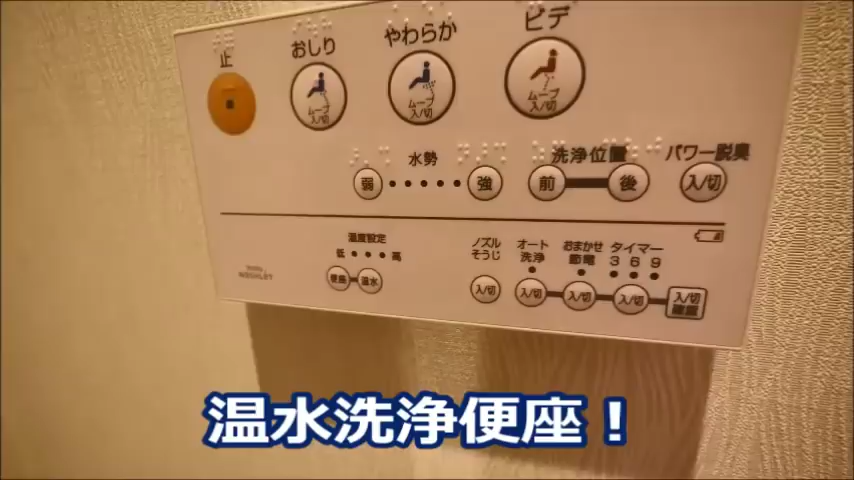 止
おしり
やわらか
ビデ
ムーブ
入/切
ムーブ
入/切
ムーブ
入/切
水勢
洗浄位置
パワー脱臭
弱
強
前
後
入/切
温度設定
低
高
便座
温水
ノズル
そうじ
オート
洗浄
おまかせ
節電
タイマー
3 6 9
入/切
入/切
入/切
入/切
入/切
温水洗浄便座！